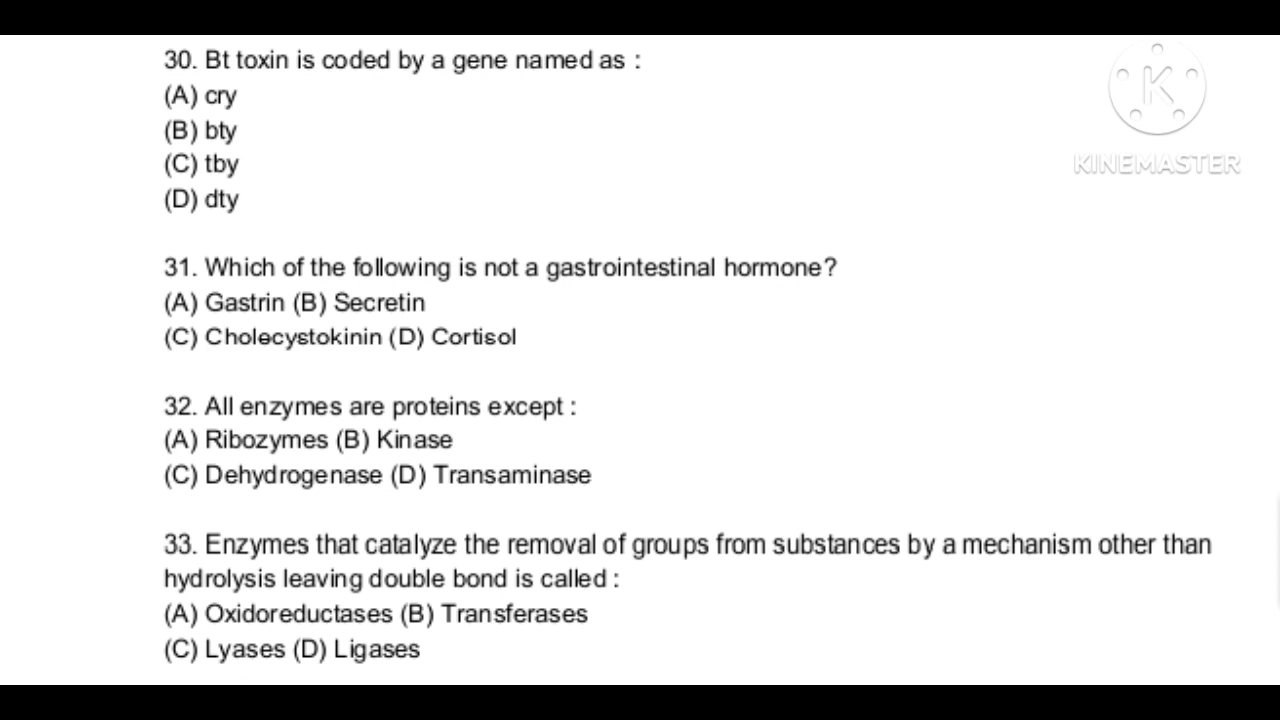 30. Bt toxin is coded by a gene named as :
(A) cry
(B) bty
(C) tby
(D) dty
K
KINEMASTER
31. Which of the following is not a gastrointestinal hormone?
(A) Gastrin (B) Secretin
(C) Cholecystokinin (D) Cortisol
32. All enzymes are proteins except :
(A) Ribozymes (B) Kinase
(C) Dehydrogenase (D) Transaminase
33. Enzymes that catalyze the removal of groups from substances by a mechanism other than
hydrolysis leaving double bond is called :
(A) Oxidoreductases (B) Transferases
(C) Lyases (D) Ligases